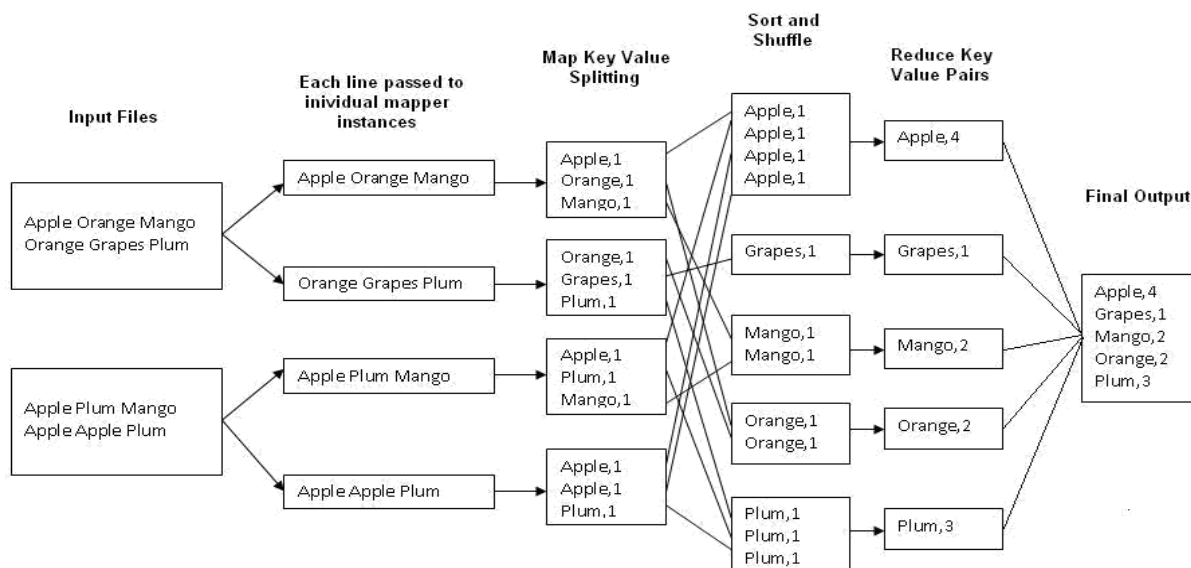 Input Files
Apple Orange Mango
Orange Grapes Plum
Apple Plum Mango
Apple Apple Plum
Each line passed to
inividual mapper
instances
Apple Orange Mango
Orange Grapes Plum
Apple Plum Mango
Apple Apple Plum
Map Key Value
Splitting
Apple,1
Orange,1
Mango,1
Orange,1
Grapes,1
Plum,1
Apple,1
Plum,1
Mango,1
Apple,1
Apple,1
Plum,1
Sort and
Shuffle
Apple,1
Apple,1
Apple,1
Apple,1
Grapes,1
Mango,1
Mango,1
Orange,1
Orange,1
Plum,1
Plum,1
Plum,1
Reduce Key
Value Pairs
Apple,4
Grapes,1
Mango,2
Orange,2
Plum,3
Final Output
Apple,4
Grapes,1
Mango,2
Orange,2
Plum,3